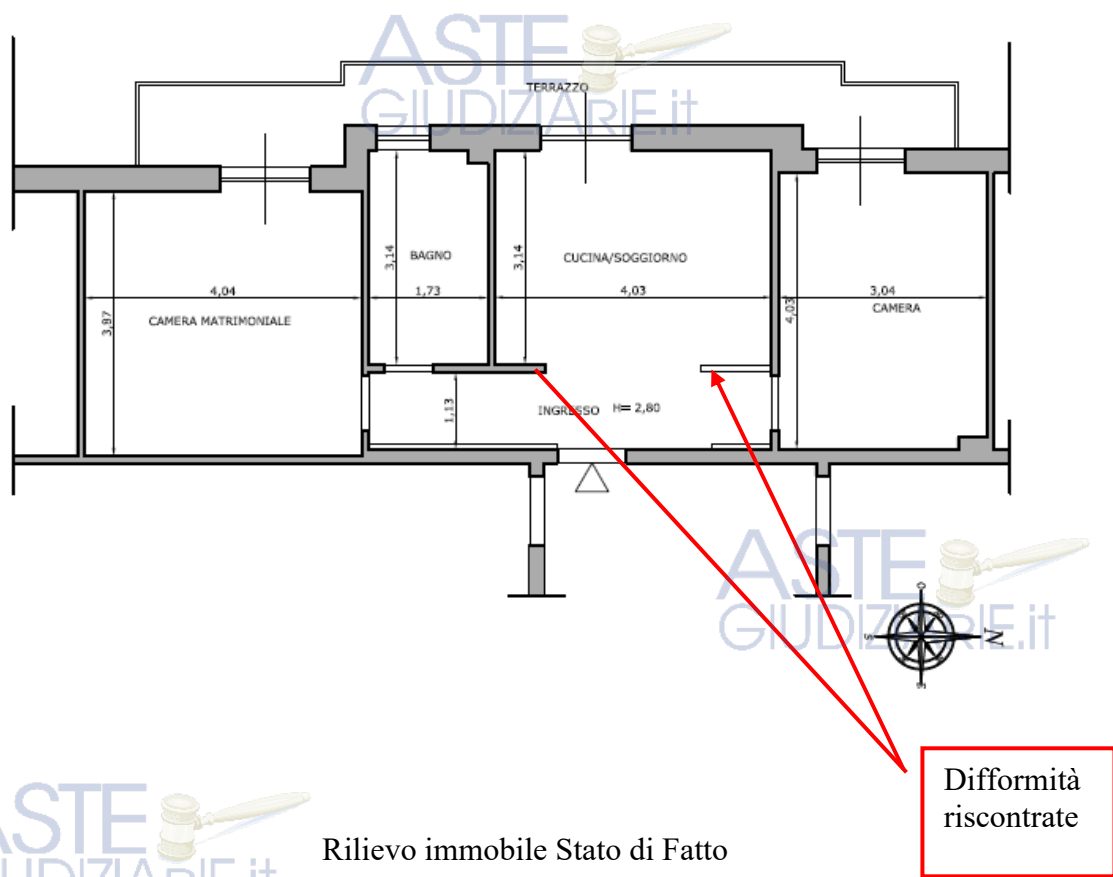 ASTE
GIUDIZIARIE.it
TERRAZZO
BAGNO
CUCINA/SOGGIORNO
3,14
3,14
4,04
1,73
4,03
3,04
CAMERA MATRIMONIALE
CAMERA
3,87
4,03
1,13
INGRESSO H= 2,80
ASTE
GIUDIZIARIE.it
N
Difformità
riscontrate
ASTE
GIUDIZIARIE.it
Rilievo immobile Stato di Fatto